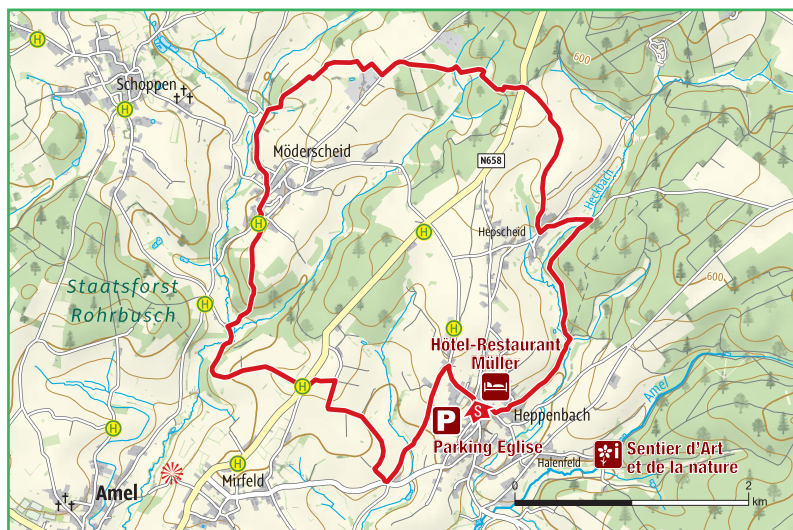 H
600
Schoppen
H
Möderscheid
N658
Heckbach
H
H
Hepscheid
600
Staatsforst
Rohrbusch
H
H
Hôtel-Restaurant
Müller
H
Amel
P
S
Heppenbach
H
Parking Eglise
i
Sentier d'Art
et de la nature
Halenfeld
H
Mirfeld
Amel
0
2
km